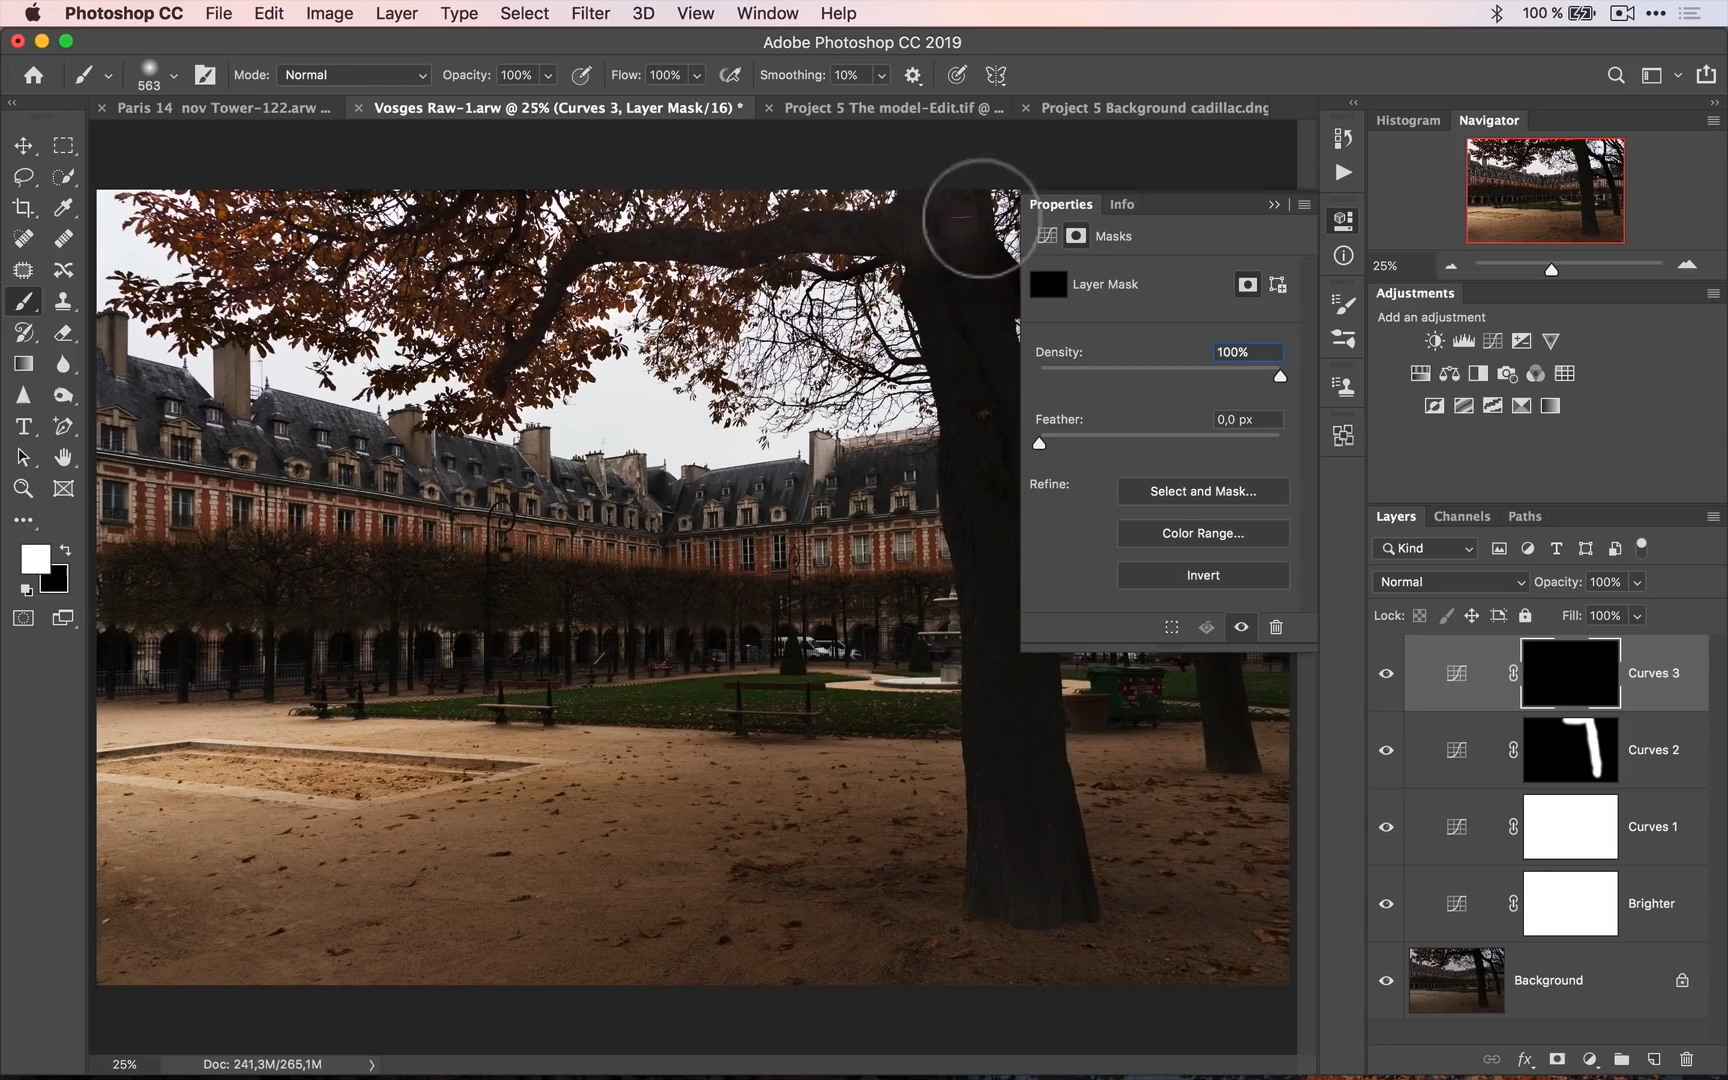 Photoshop CC File Edit Image Layer Type Select Filter 3D View Window Help 100 %
Adobe Photoshop CC 2019
563 Mode: Normal Opacity: 100% Flow: 100% Smoothing: 10%
Paris 14 nov Tower-122.arw ... Vosges Raw-1.arw @ 25% (Curves 3, Layer Mask/16) * Project 5 The model-Edit.tif @ ... Project 5 Background cadillac.dng
Histogram Navigator
25%
Properties Info
Masks
Layer Mask
Density: 100%
Feather: 0,0 px
Refine: Select and Mask...
Color Range...
Invert
Adjustments
Add an adjustment
Layers Channels Paths
Kind
Normal Opacity: 100%
Lock: Fill: 100%
Curves 3
Curves 2
Curves 1
Brighter
Background
25% Doc: 241,3M/265,1M